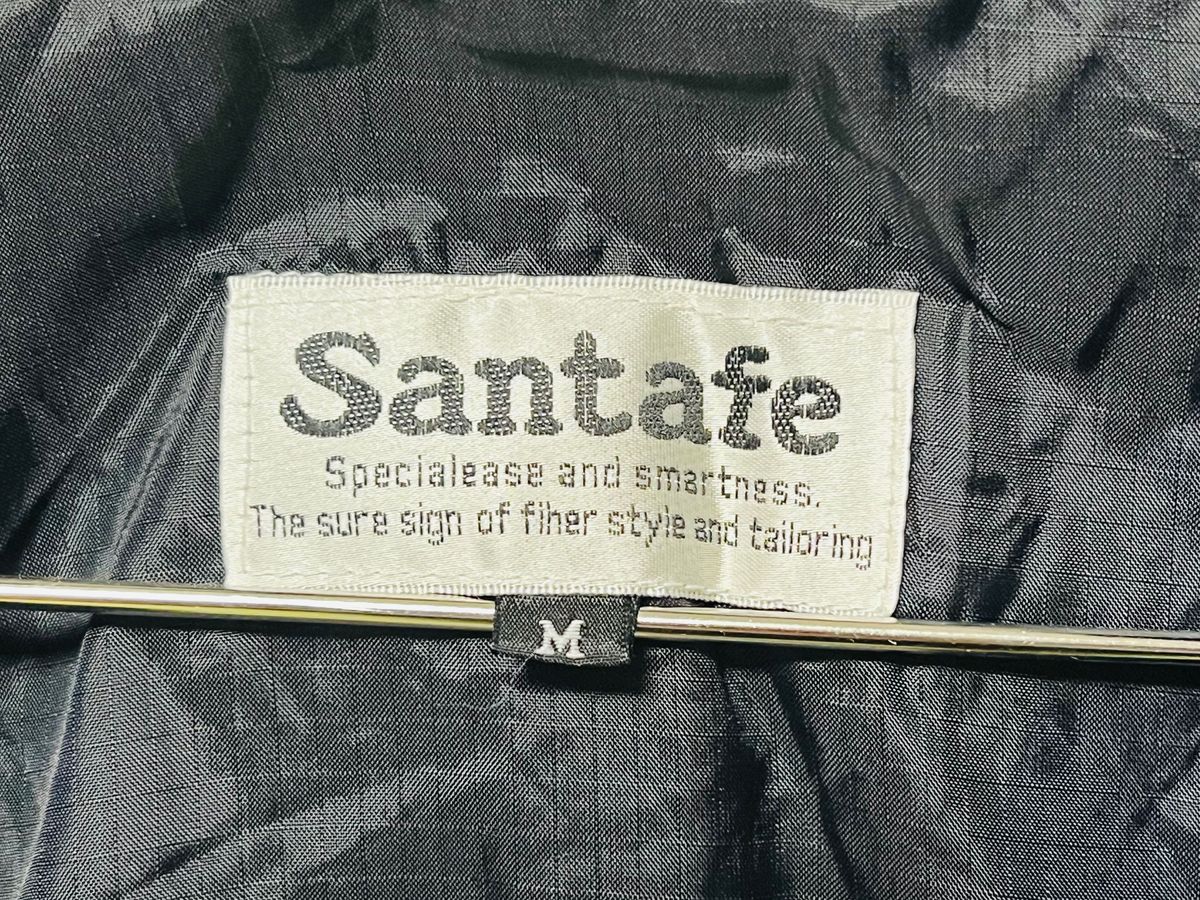 Santafe
Specialease and smartness.
The sure sign of fiher style and tailoring
M